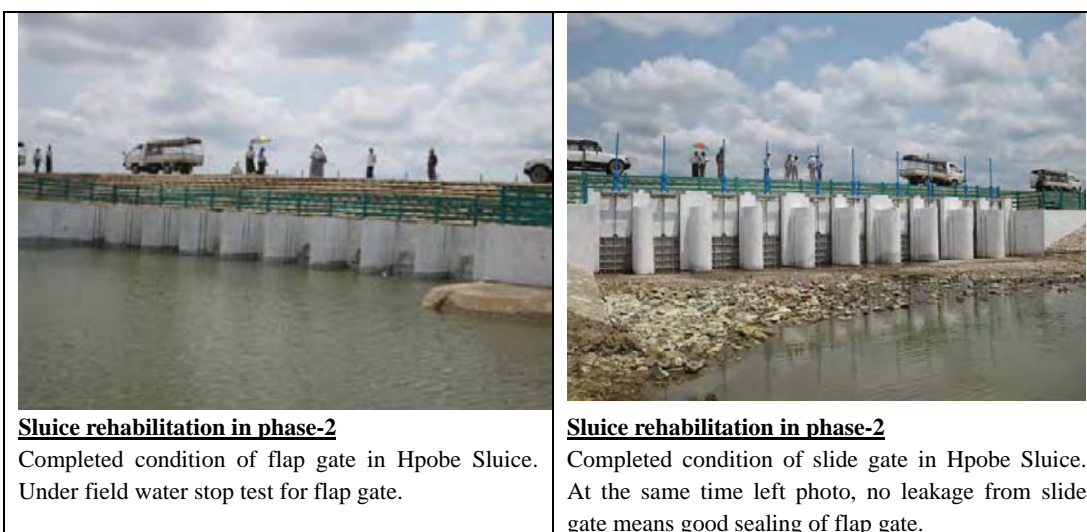 Sluice rehabilitation in phase-2
Completed condition of flap gate in Hpobe Sluice.
Under field water stop test for flap gate.
Sluice rehabilitation in phase-2
Completed condition of slide gate in Hpobe Sluice.
At the same time left photo, no leakage from slide
gate means good sealing of flap gate.